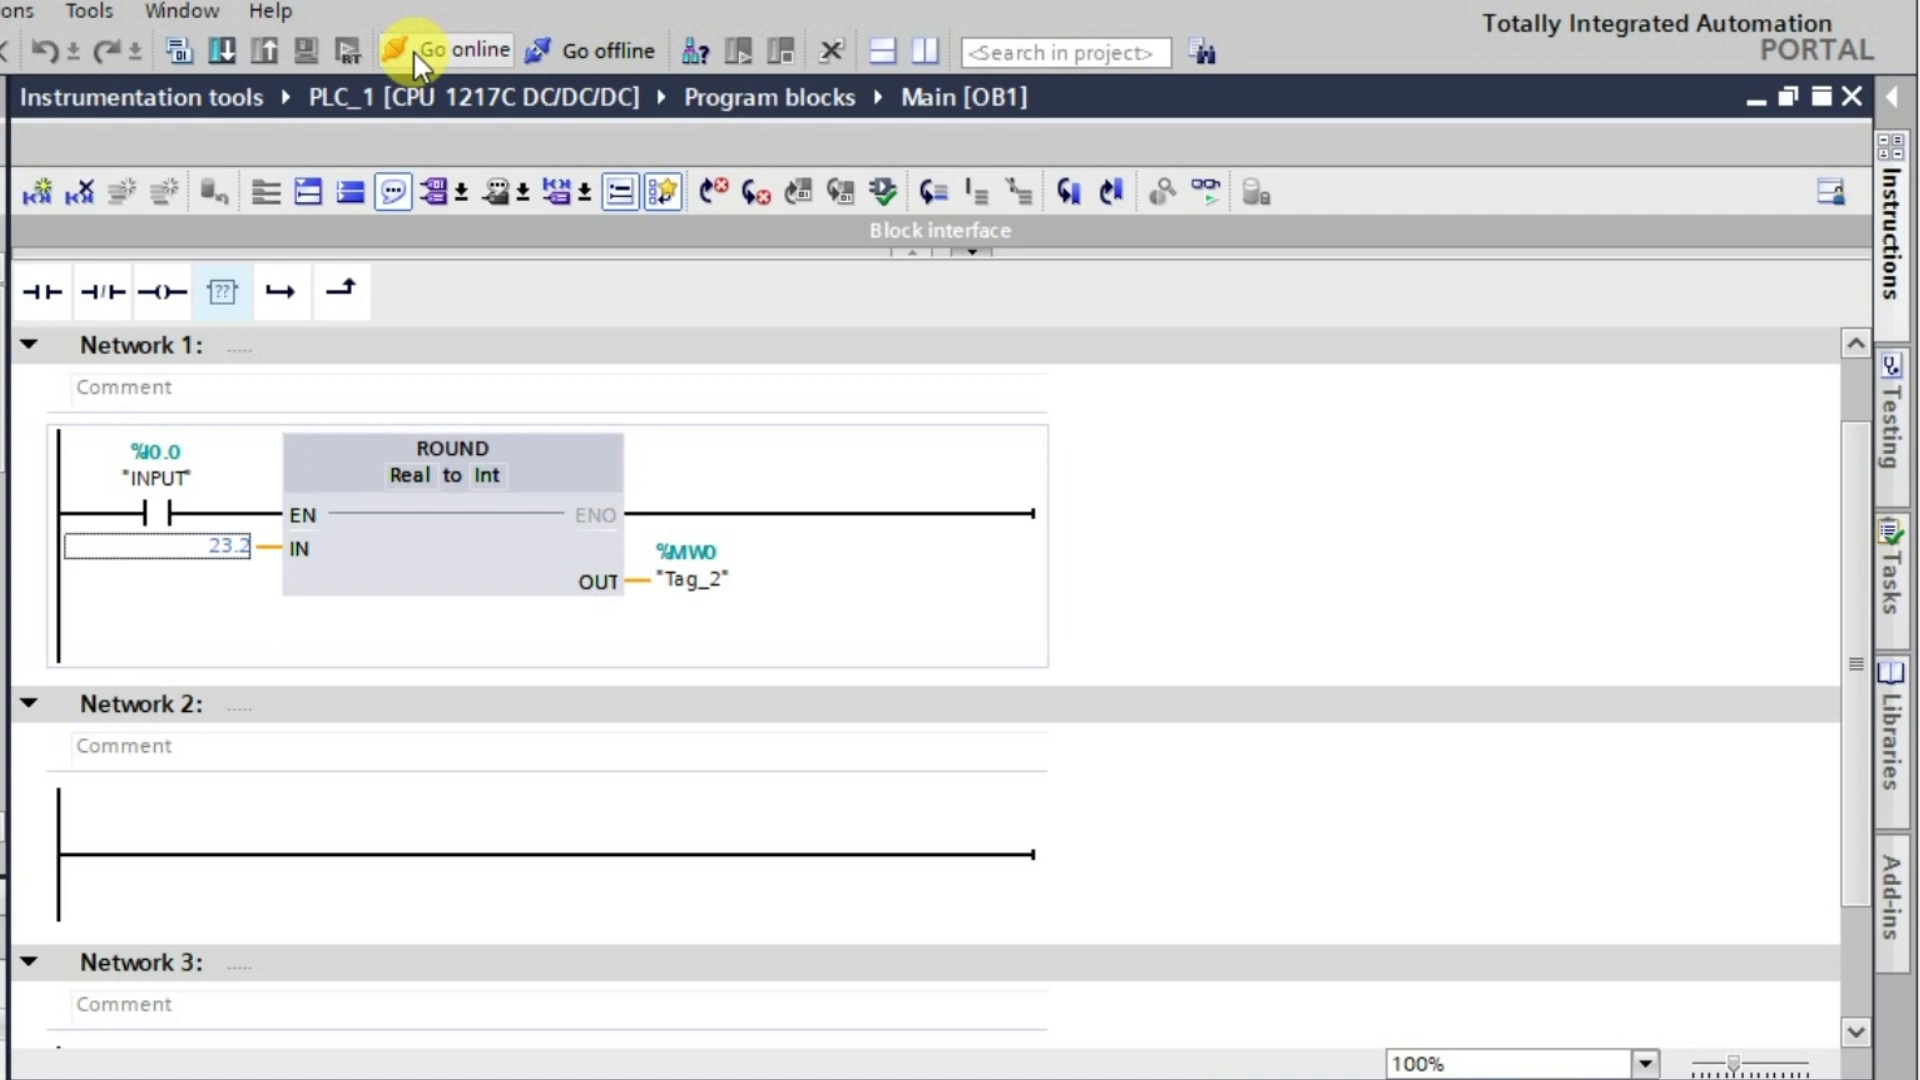 ons Tools Window Help
Totally Integrated Automation
PORTAL
Go online Go offline <Search in project>
Instrumentation tools PLC_1 [CPU 1217C DC/DC/DC] Program blocks Main [OB1]
Block interface
??
Network 1: .....
Comment
%I0.0
"INPUT"
ROUND
Real to Int
EN ENO
23.2 IN
OUT
%MW0
"Tag_2"
Network 2: .....
Comment
Network 3: .....
Comment
100%
Instructions
Testing
Tasks
Libraries
Add-ins